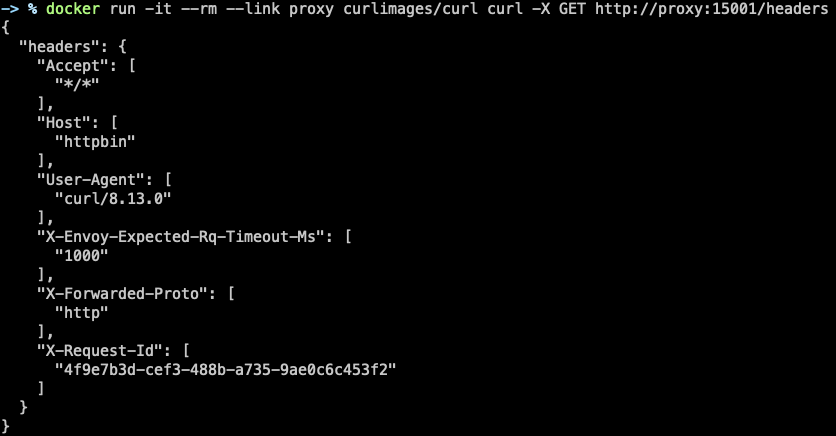 -> % docker run -it --rm --link proxy curlimages/curl curl -X GET http://proxy:15001/headers
{
  "headers": {
    "Accept": [
      "*/*"
    ],
    "Host": [
      "httpbin"
    ],
    "User-Agent": [
      "curl/8.13.0"
    ],
    "X-Envoy-Expected-Rq-Timeout-Ms": [
      "1000"
    ],
    "X-Forwarded-Proto": [
      "http"
    ],
    "X-Request-Id": [
      "4f9e7b3d-cef3-488b-a735-9ae0c6c453f2"
    ]
  }
}